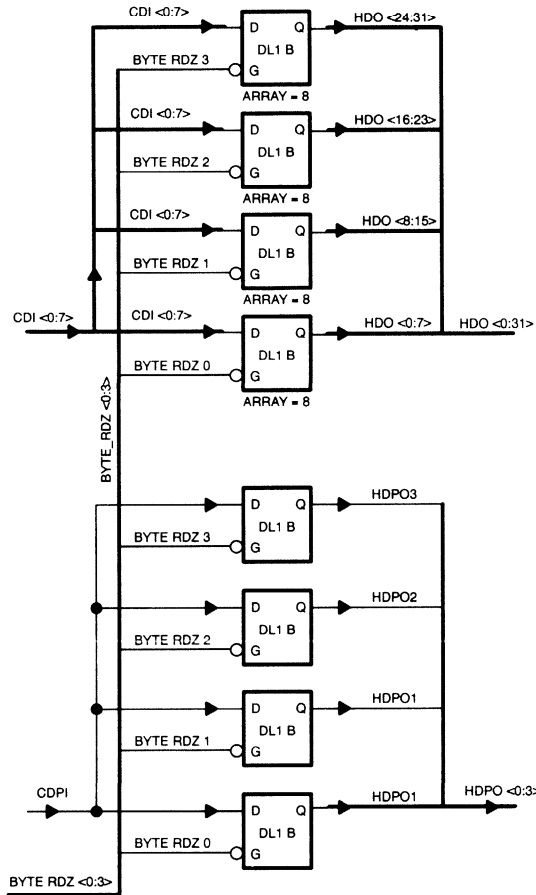 CDI <0:7> D Q HDO <24:31>
DL1 B
BYTE RDZ 3 G
ARRAY = 8
CDI <0:7> D Q HDO <16:23>
DL1 B
BYTE RDZ 2 G
ARRAY = 8
CDI <0:7> D Q HDO <8:15>
DL1 B
BYTE RDZ 1 G
ARRAY = 8
CDI <0:7> CDI <0:7> D Q HDO <0:7> HDO <0:31>
DL1 B
BYTE RDZ 0 G
ARRAY = 8
BYTE_RDZ <0:3>
D Q HDPO3
DL1 B
BYTE RDZ 3 G
D Q HDPO2
DL1 B
BYTE RDZ 2 G
D Q HDPO1
DL1 B
BYTE RDZ 1 G
CDPI D Q HDPO1 HDPO <0:3>
DL1 B
BYTE RDZ 0 G
BYTE RDZ <0:3>